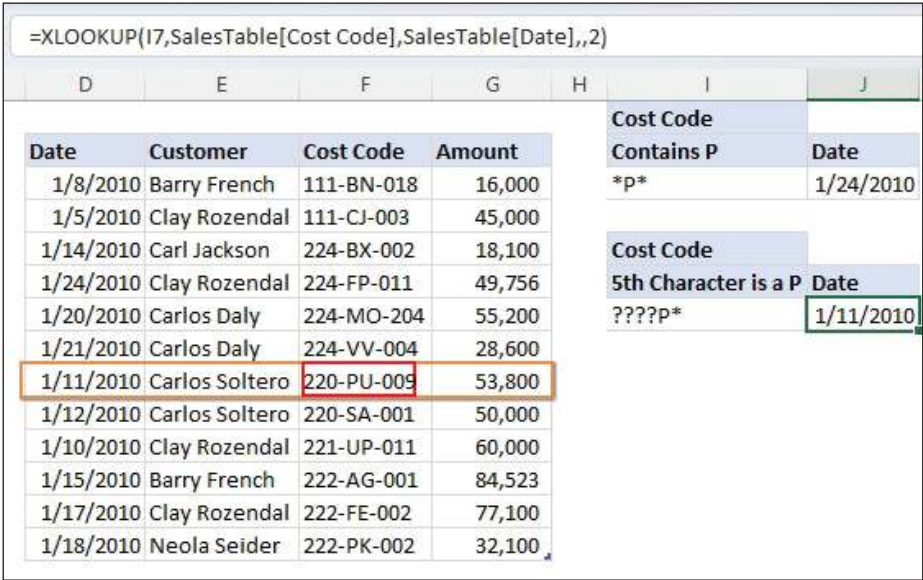 =XLOOKUP(I7,SalesTable[Cost Code],SalesTable[Date],,2)
D E F G H I J
Cost Code
Date Customer Cost Code Amount Contains P Date
1/8/2010 Barry French 111-BN-018 16,000 *P* 1/24/2010
1/5/2010 Clay Rozendal 111-CJ-003 45,000
1/14/2010 Carl Jackson 224-BX-002 18,100 Cost Code
1/24/2010 Clay Rozendal 224-FP-011 49,756 5th Character is a P Date
1/20/2010 Carlos Daly 224-MO-204 55,200 ????P* 1/11/2010
1/21/2010 Carlos Daly 224-VV-004 28,600
1/11/2010 Carlos Soltero 220-PU-009 53,800
1/12/2010 Carlos Soltero 220-SA-001 50,000
1/10/2010 Clay Rozendal 221-UP-011 60,000
1/15/2010 Barry French 222-AG-001 84,523
1/17/2010 Clay Rozendal 222-FE-002 77,100
1/18/2010 Neola Seider 222-PK-002 32,100